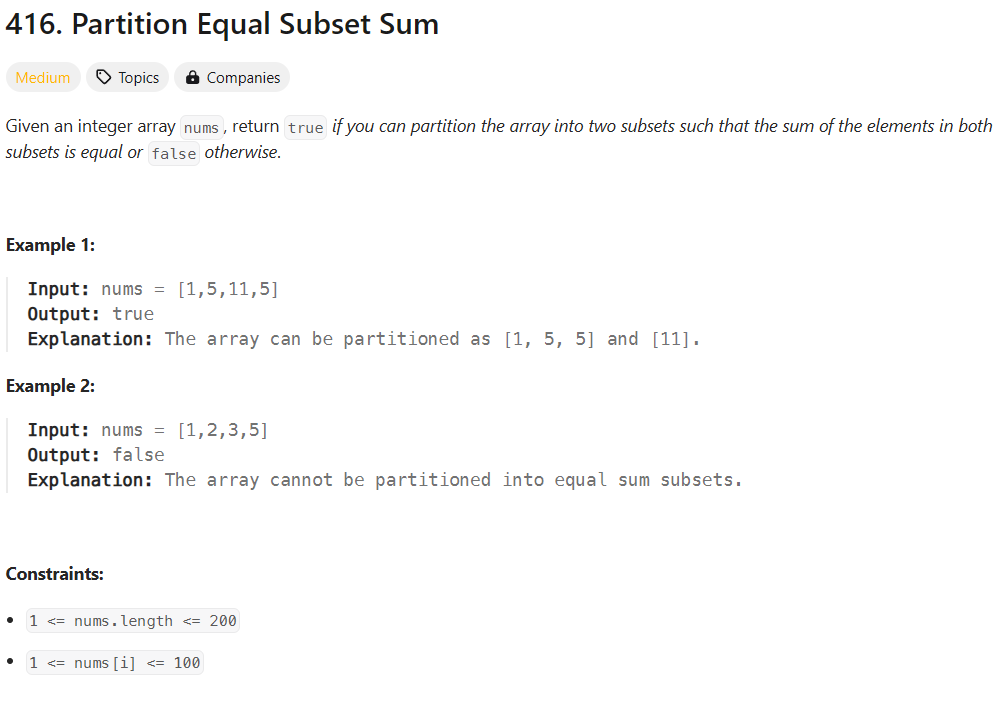 416. Partition Equal Subset Sum
Medium Topics Companies
Given an integer array nums, return true if you can partition the array into two subsets such that the sum of the elements in both
subsets is equal or false otherwise.
Example 1:
Input: nums = [1,5,11,5]
Output: true
Explanation: The array can be partitioned as [1, 5, 5] and [11].
Example 2:
Input: nums = [1,2,3,5]
Output: false
Explanation: The array cannot be partitioned into equal sum subsets.
Constraints:
• 1 <= nums.length <= 200
• 1 <= nums[i] <= 100